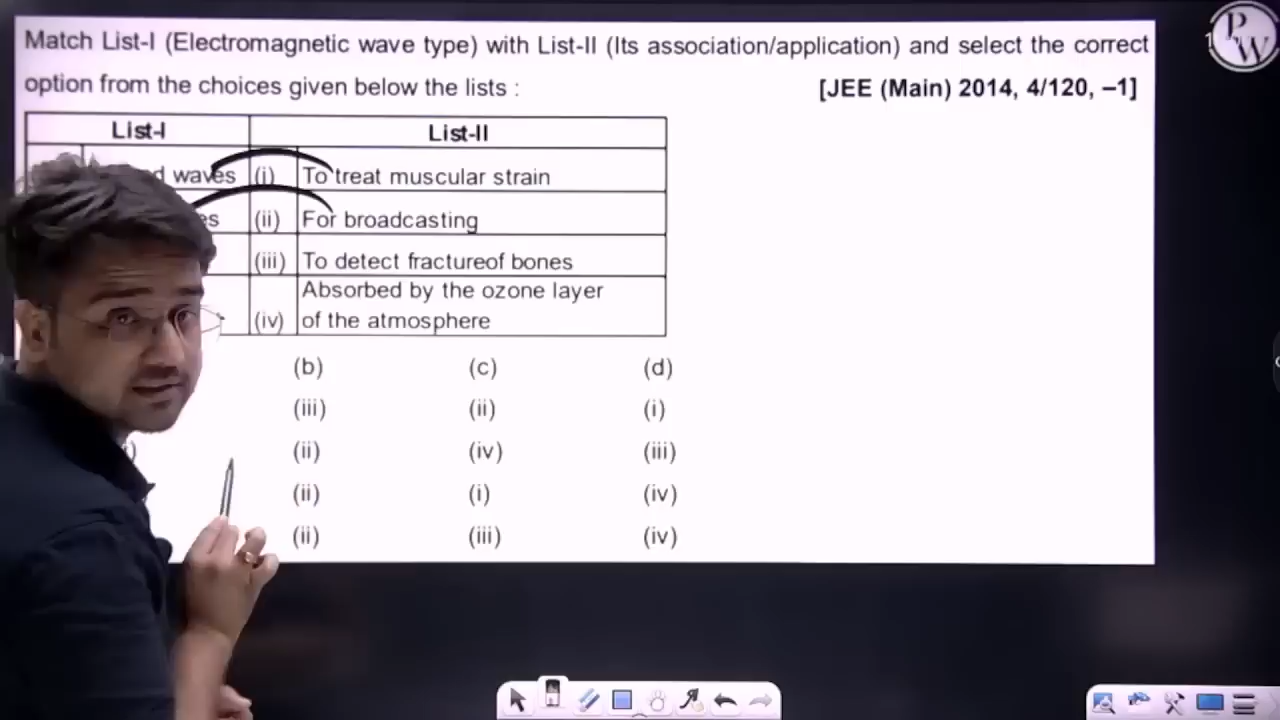 Match List-I (Electromagnetic wave type) with List-II (Its association/application) and select the correct
option from the choices given below the lists :
[JEE (Main) 2014, 4/120, –1]
List-I List-II
waves (i) To treat muscular strain
(ii) For broadcasting
(iii) To detect fractureof bones
Absorbed by the ozone layer
(iv) of the atmosphere
(b) (c) (d)
(iii) (ii) (i)
(ii) (iv) (iii)
(ii) (i) (iv)
(ii) (iii) (iv)
PW